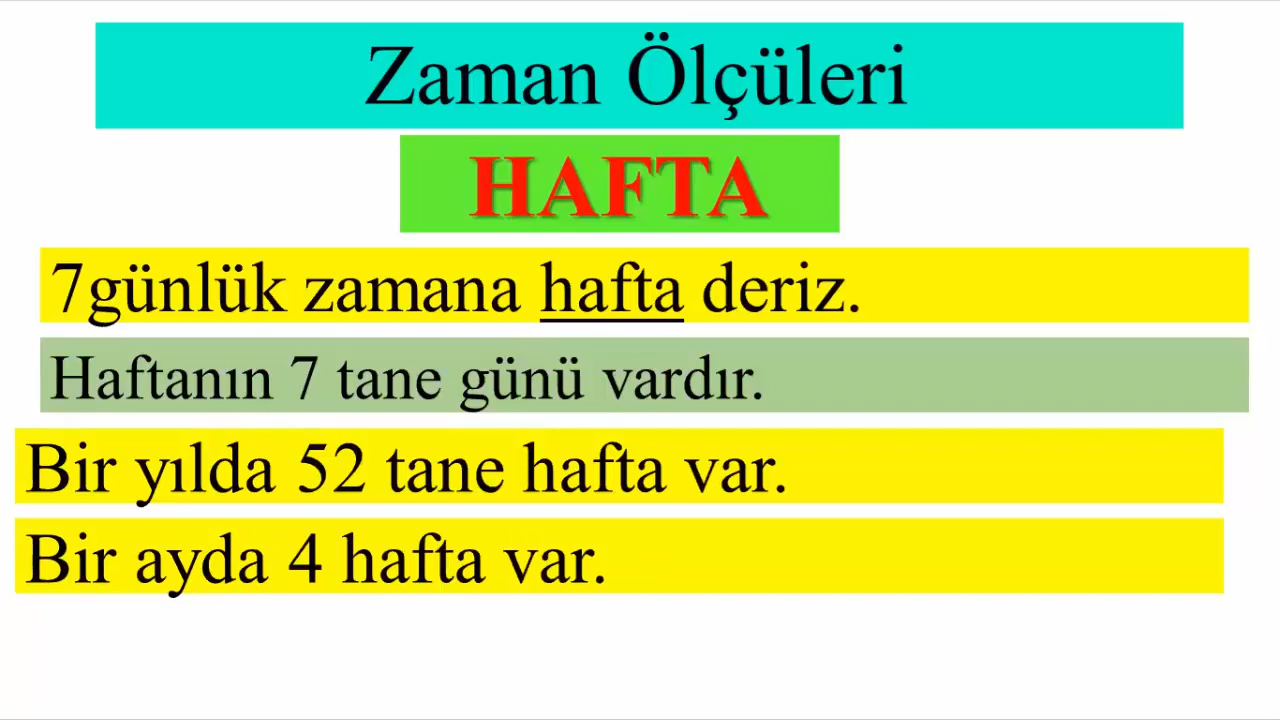 Zaman Ölçüleri
HAFTA
7günlük zamana hafta deriz.
Haftanın 7 tane günü vardır.
Bir yılda 52 tane hafta var.
Bir ayda 4 hafta var.